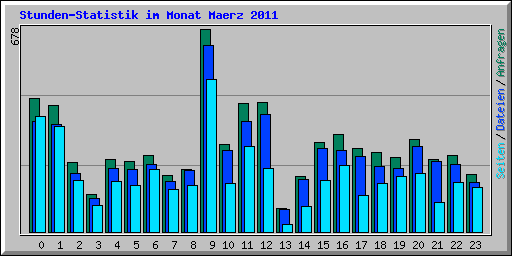 Stunden-Statistik im Monat Maerz 2011
678
Seiten / Dateien / Anfragen
0 1 2 3 4 5 6 7 8 9 10 11 12 13 14 15 16 17 18 19 20 21 22 23